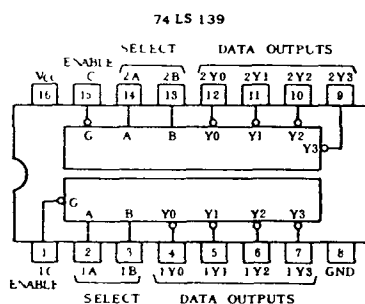 74 LS 139
SELECT DATA OUTPUTS
ENABLE
VCC 2A 2B 2Y0 2Y1 2Y2 2Y3
16 15 14 13 12 11 10 9
G A B Y0 Y1 Y2
Y3
G
A B Y0 Y1 Y2 Y3
1 2 3 4 5 6 7 8
1A 1B 1Y0 1Y1 1Y2 1Y3 GND
ENABLE
SELECT DATA OUTPUTS